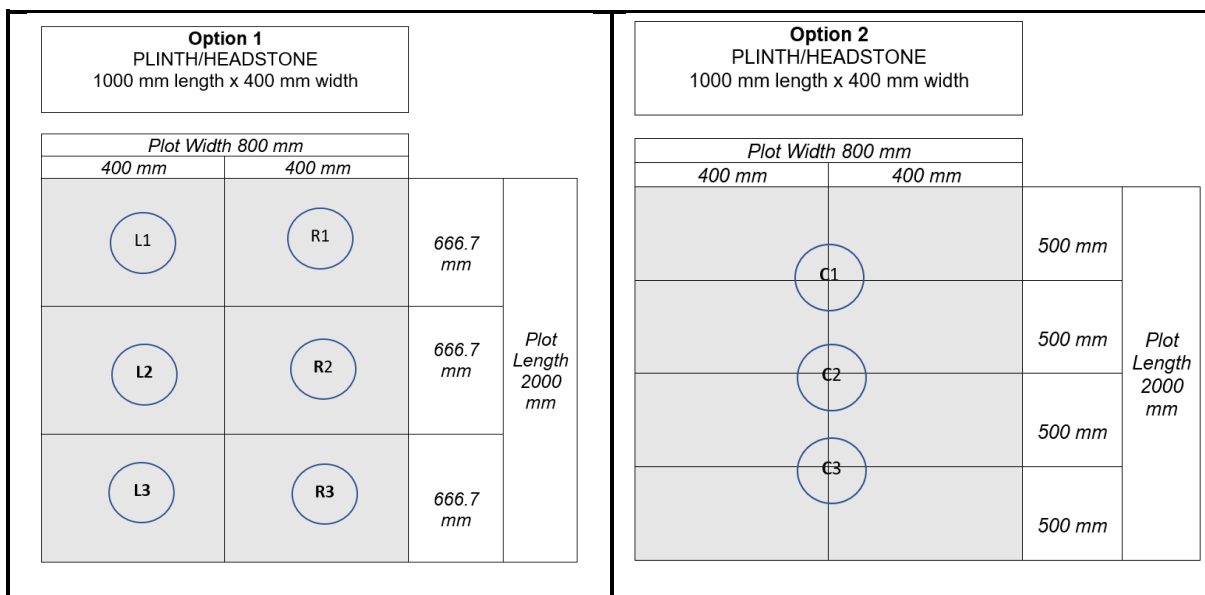 Option 1
PLINTH/HEADSTONE
1000 mm length x 400 mm width
Plot Width 800 mm
400 mm 400 mm
L1 R1
666.7
mm
L2 R2
666.7
mm
L3 R3
666.7
mm
Plot
Length
2000
mm
Option 2
PLINTH/HEADSTONE
1000 mm length x 400 mm width
Plot Width 800 mm
400 mm 400 mm
500 mm
C1
500 mm
C2
500 mm
C3
500 mm
Plot
Length
2000
mm